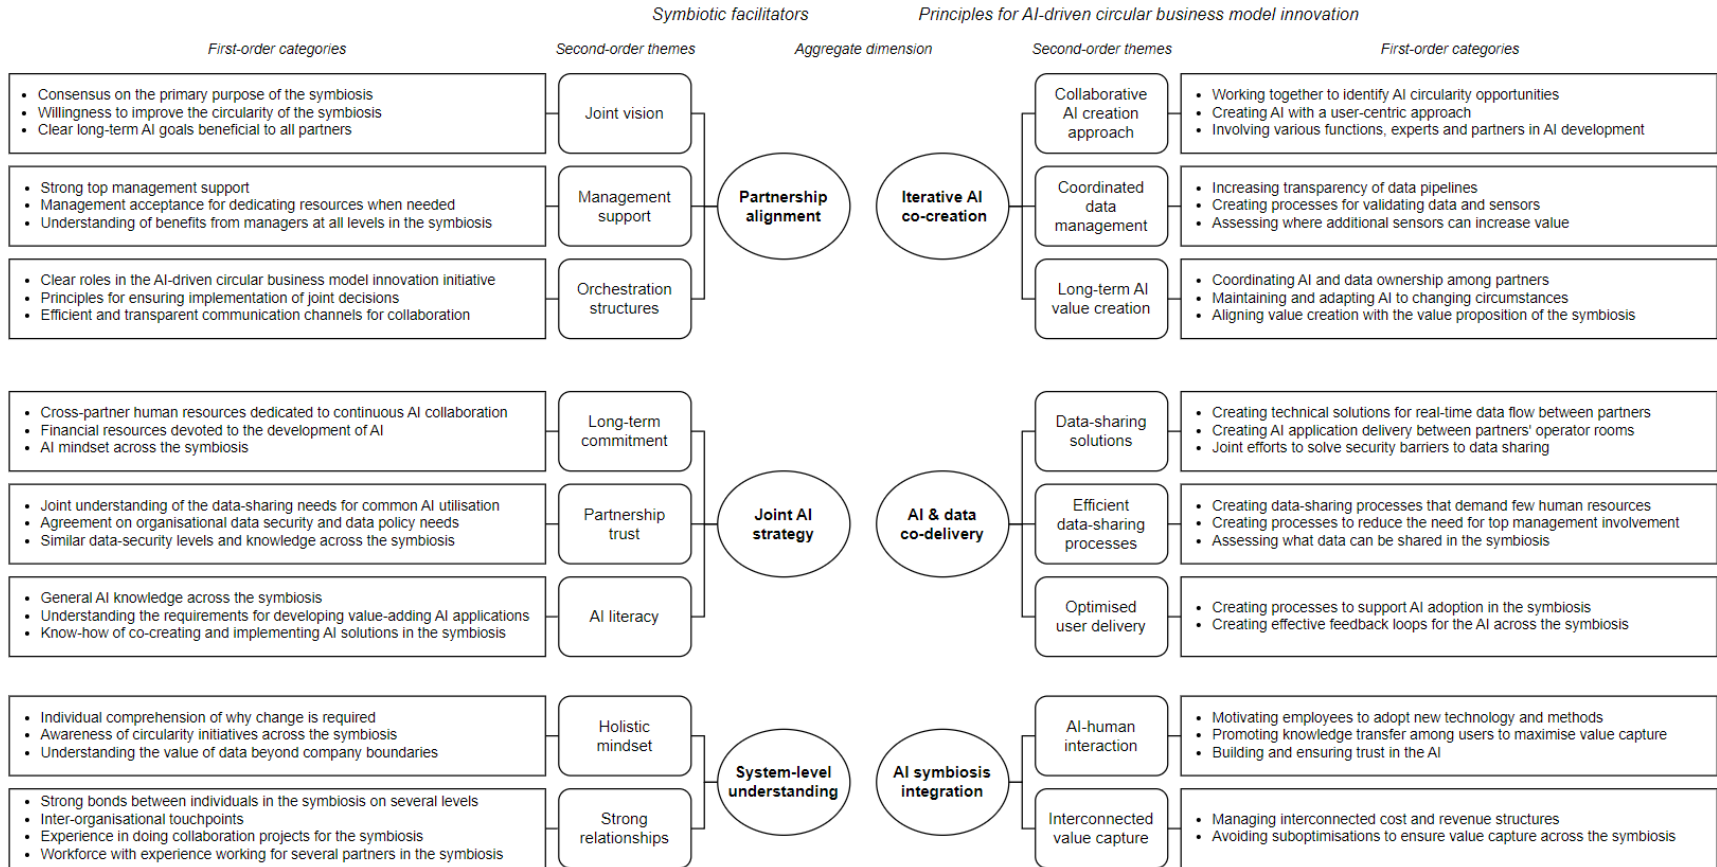 Symbiotic facilitators
Principles for AI-driven circular business model innovation
First-order categories
Second-order themes
Aggregate dimension
Second-order themes
First-order categories
• Consensus on the primary purpose of the symbiosis
• Willingness to improve the circularity of the symbiosis
• Clear long-term AI goals beneficial to all partners
Joint vision
• Strong top management support
• Management acceptance for dedicating resources when needed
• Understanding of benefits from managers at all levels in the symbiosis
Management
support
• Clear roles in the AI-driven circular business model innovation initiative
• Principles for ensuring implementation of joint decisions
• Efficient and transparent communication channels for collaboration
Orchestration
structures
Partnership
alignment
Iterative AI
co-creation
Collaborative
AI creation
approach
• Working together to identify AI circularity opportunities
• Creating AI with a user-centric approach
• Involving various functions, experts and partners in AI development
Coordinated
data
management
• Increasing transparency of data pipelines
• Creating processes for validating data and sensors
• Assessing where additional sensors can increase value
Long-term AI
value creation
• Coordinating AI and data ownership among partners
• Maintaining and adapting AI to changing circumstances
• Aligning value creation with the value proposition of the symbiosis
• Cross-partner human resources dedicated to continuous AI collaboration
• Financial resources devoted to the development of AI
• AI mindset across the symbiosis
Long-term
commitment
• Joint understanding of the data-sharing needs for common AI utilisation
• Agreement on organisational data security and data policy needs
• Similar data-security levels and knowledge across the symbiosis
Partnership
trust
• General AI knowledge across the symbiosis
• Understanding the requirements for developing value-adding AI applications
• Know-how of co-creating and implementing AI solutions in the symbiosis
AI literacy
Joint AI
strategy
AI & data
co-delivery
Data-sharing
solutions
• Creating technical solutions for real-time data flow between partners
• Creating AI application delivery between partners' operator rooms
• Joint efforts to solve security barriers to data sharing
Efficient
data-sharing
processes
• Creating data-sharing processes that demand few human resources
• Creating processes to reduce the need for top management involvement
• Assessing what data can be shared in the symbiosis
Optimised
user delivery
• Creating processes to support AI adoption in the symbiosis
• Creating effective feedback loops for the AI across the symbiosis
• Individual comprehension of why change is required
• Awareness of circularity initiatives across the symbiosis
• Understanding the value of data beyond company boundaries
Holistic
mindset
• Strong bonds between individuals in the symbiosis on several levels
• Inter-organisational touchpoints
• Experience in doing collaboration projects for the symbiosis
• Workforce with experience working for several partners in the symbiosis
Strong
relationships
System-level
understanding
AI symbiosis
integration
AI-human
interaction
• Motivating employees to adopt new technology and methods
• Promoting knowledge transfer among users to maximise value capture
• Building and ensuring trust in the AI
Interconnected
value capture
• Managing interconnected cost and revenue structures
• Avoiding suboptimisations to ensure value capture across the symbiosis